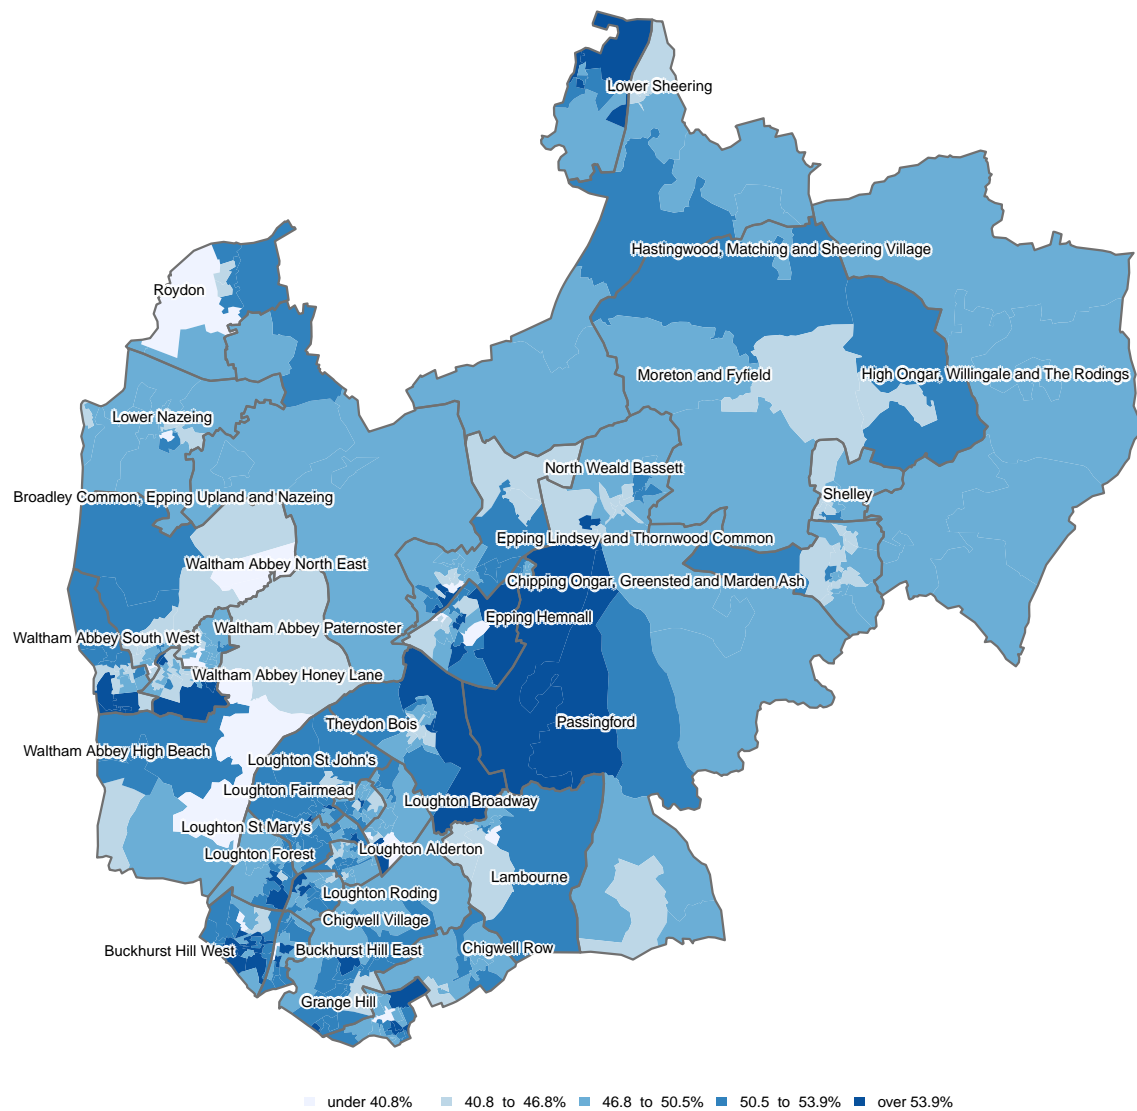 Lower Sheering
Hastingwood, Matching and Sheering Village
Roydon
Moreton and Fyfield
High Ongar, Willingale and The Rodings
Lower Nazeing
North Weald Bassett
Broadley Common, Epping Upland and Nazeing
Shelley
Epping Lindsey and Thornwood Common
Waltham Abbey North East
Chipping Ongar, Greensted and Marden Ash
Epping Hemnall
Waltham Abbey Paternoster
Waltham Abbey South West
Waltham Abbey Honey Lane
Theydon Bois
Passingford
Waltham Abbey High Beach
Loughton St John's
Loughton Fairmead
Loughton Broadway
Loughton St Mary's
Loughton Alderton
Loughton Forest
Lambourne
Loughton Roding
Chigwell Village
Buckhurst Hill West
Buckhurst Hill East
Chigwell Row
Grange Hill
under 40.8% 40.8 to 46.8% 46.8 to 50.5% 50.5 to 53.9% over 53.9%